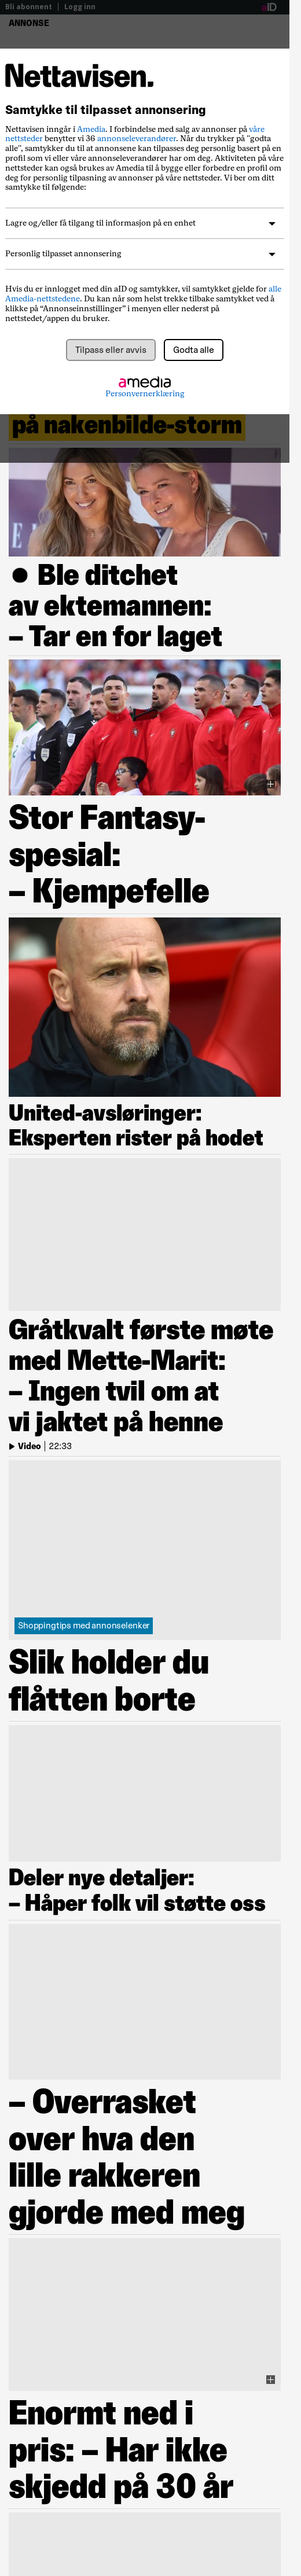 Bli abonnent | Logg inn
aID
ANNONSE
Nettavisen.
Samtykke til tilpasset annonsering
Nettavisen inngår i Amedia. I forbindelse med salg av annonser på våre
nettsteder benytter vi 36 annonseleverandører. Når du trykker på "godta
alle", samtykker du til at annonsene kan tilpasses deg personlig basert på en
profil som vi eller våre annonseleverandører har om deg. Aktiviteten på våre
nettsteder kan også brukes av Amedia til å bygge eller forbedre en profil om
deg for personlig tilpasning av annonser på våre nettsteder. Vi ber om ditt
samtykke til følgende:
Lagre og/eller få tilgang til informasjon på en enhet
Personlig tilpasset annonsering
Hvis du er innlogget med din aID og samtykker, vil samtykket gjelde for alle
Amedia-nettstedene. Du kan når som helst trekke tilbake samtykket ved å
klikke på “Annonseinnstillinger” i menyen eller nederst på
nettstedet/appen du bruker.
Tilpass eller avvis
Godta alle
amedia
Personvernerklæring
på nakenbilde-storm
● Ble ditchet
av ektemannen:
– Tar en for laget
Stor Fantasy-
spesial:
– Kjempefelle
United-avsløringer:
Eksperten rister på hodet
Gråtkvalt første møte
med Mette-Marit:
– Ingen tvil om at
vi jaktet på henne
Video | 22:33
Shoppingtips med annonselenker
Slik holder du
flåtten borte
Deler nye detaljer:
– Håper folk vil støtte oss
– Overrasket
over hva den
lille rakkeren
gjorde med meg
Enormt ned i
pris: – Har ikke
skjedd på 30 år